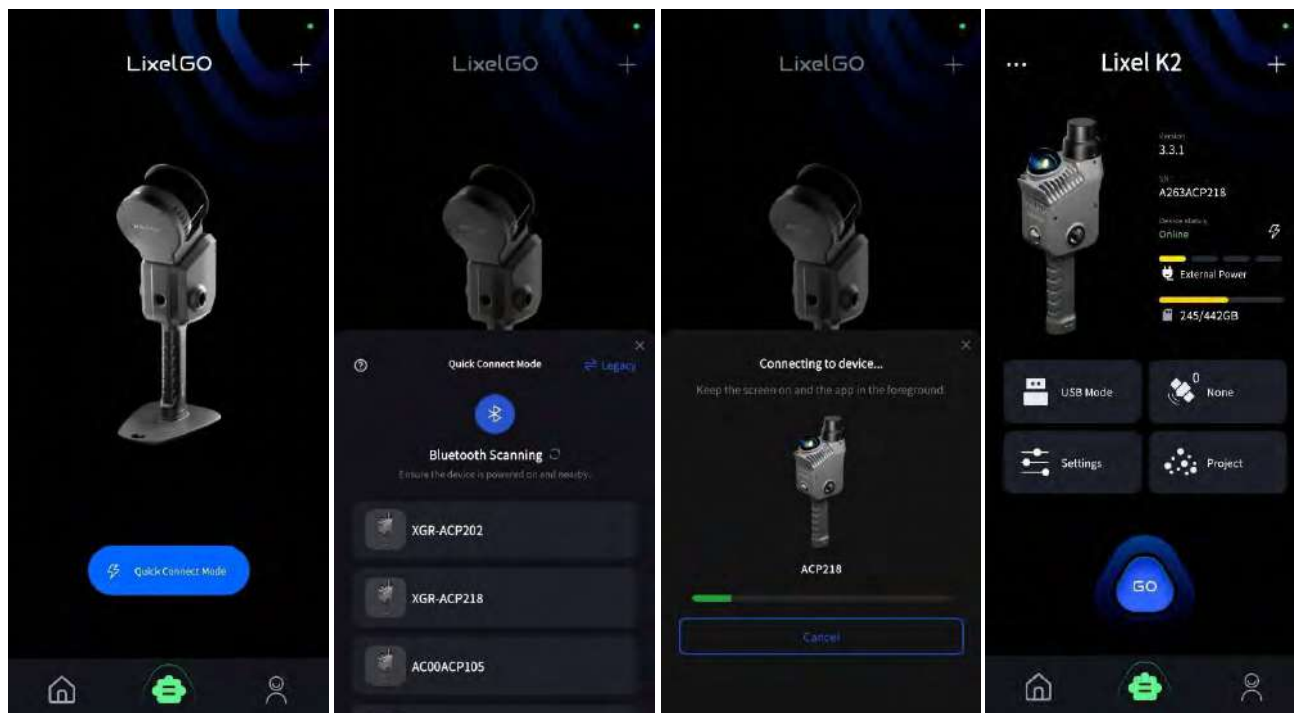 LixelGO
+
Quick Connect Mode
LixelGO
+
Quick Connect Mode
Legacy
Bluetooth Scanning
Ensure the device is powered on and nearby.
XGR-ACP202
XGR-ACP218
AC00ACP105
LixelGO
+
Connecting to device...
Keep the screen on and the app in the foreground.
ACP218
Cancel
... Lixel K2 +
Version
3.3.1
SN
A263ACP218
Device status
Online
External Power
245/442GB
USB Mode
0
None
Settings
Project
GO